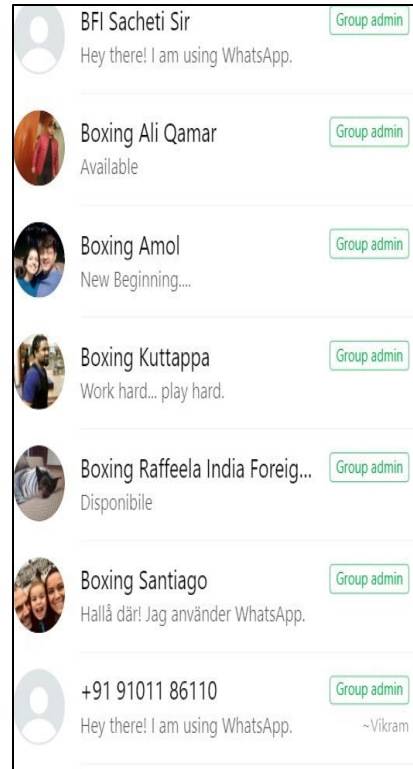 BFI Sacheti Sir Group admin
Hey there! I am using WhatsApp.
Boxing Ali Qamar Group admin
Available
Boxing Amol Group admin
New Beginning....
Boxing Kuttappa Group admin
Work hard... play hard.
Boxing Raffeela India Foreig... Group admin
Disponibile
Boxing Santiago Group admin
Hallå där! Jag använder WhatsApp.
+91 91011 86110 Group admin
Hey there! I am using WhatsApp. ~Vikram